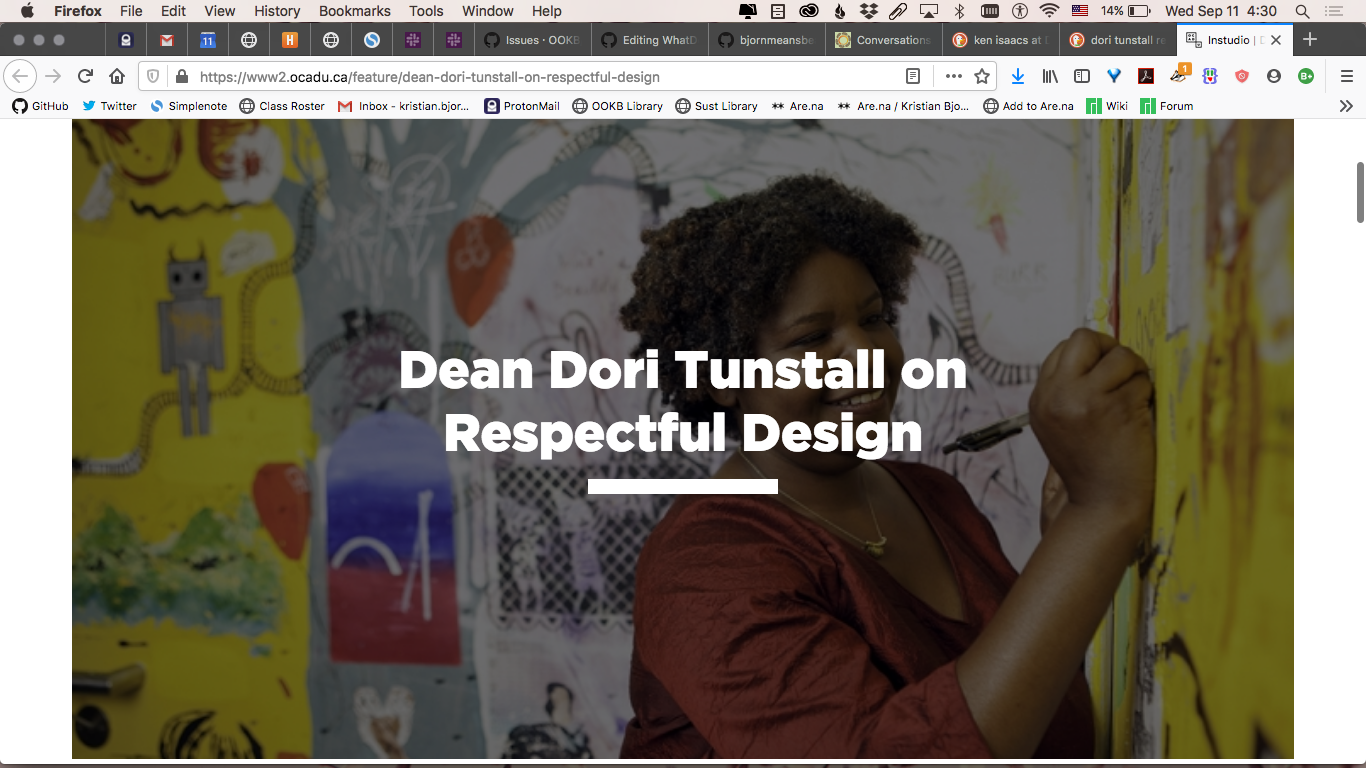 Firefox File Edit View History Bookmarks Tools Window Help 14% Wed Sep 11 4:30
11 H Issues · OOKB Editing WhatD bjornmeansbe Conversations ken isaacs at dori tunstall re Instudio | D
https://www2.ocadu.ca/feature/dean-dori-tunstall-on-respectful-design 1 B+
GitHub Twitter Simplenote Class Roster Inbox - kristian.bjor... ProtonMail OOKB Library Sust Library Are.na Are.na / Kristian Bjo... Add to Are.na Wiki Forum
Dean Dori Tunstall on
Respectful Design